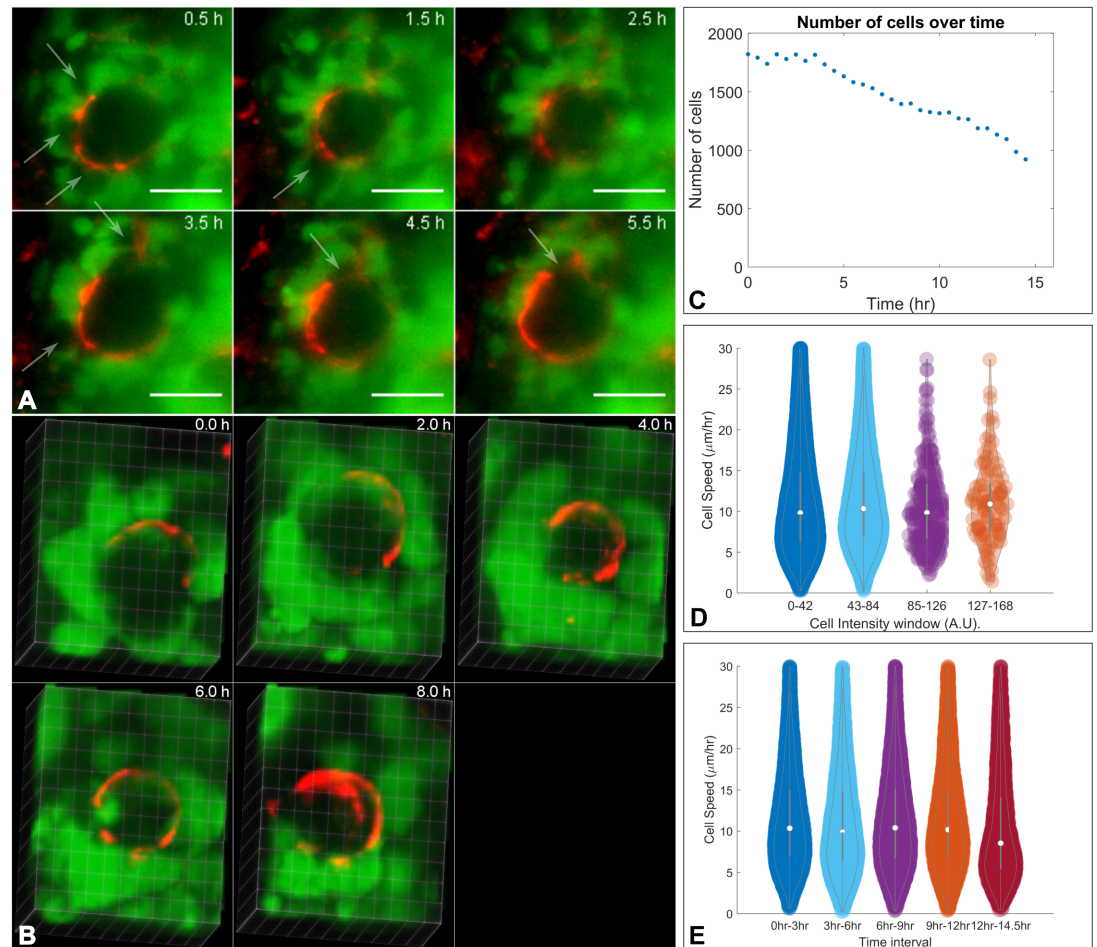 0.5 h
1.5 h
2.5 h
3.5 h
4.5 h
5.5 h
A
0.0 h
2.0 h
4.0 h
6.0 h
8.0 h
B
Number of cells over time
2000
1500
1000
500
0
Number of cells
0 5 10 15
Time (hr)
C
30
25
20
15
10
5
0
Cell Speed (μm/hr)
0-42 43-84 85-126 127-168
Cell Intensity window (A.U).
D
30
25
20
15
10
5
0
Cell Speed (μm/hr)
0hr-3hr 3hr-6hr 6hr-9hr 9hr-12hr 12hr-14.5hr
Time interval
E